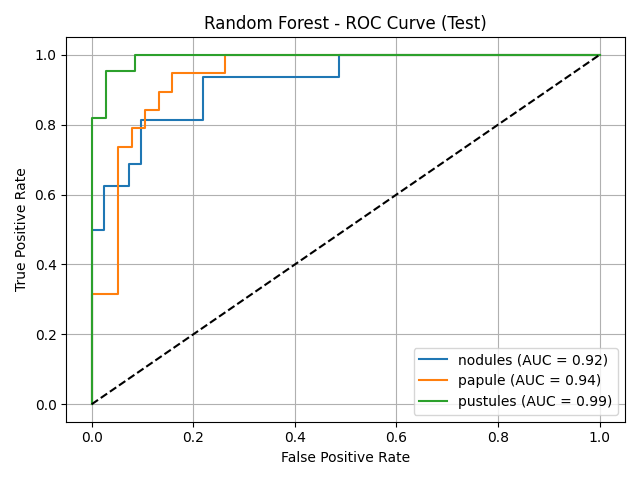 Random Forest - ROC Curve (Test)
True Positive Rate
1.0
0.8
0.6
0.4
0.2
0.0
0.0 0.2 0.4 0.6 0.8 1.0
False Positive Rate
nodules (AUC = 0.92)
papule (AUC = 0.94)
pustules (AUC = 0.99)